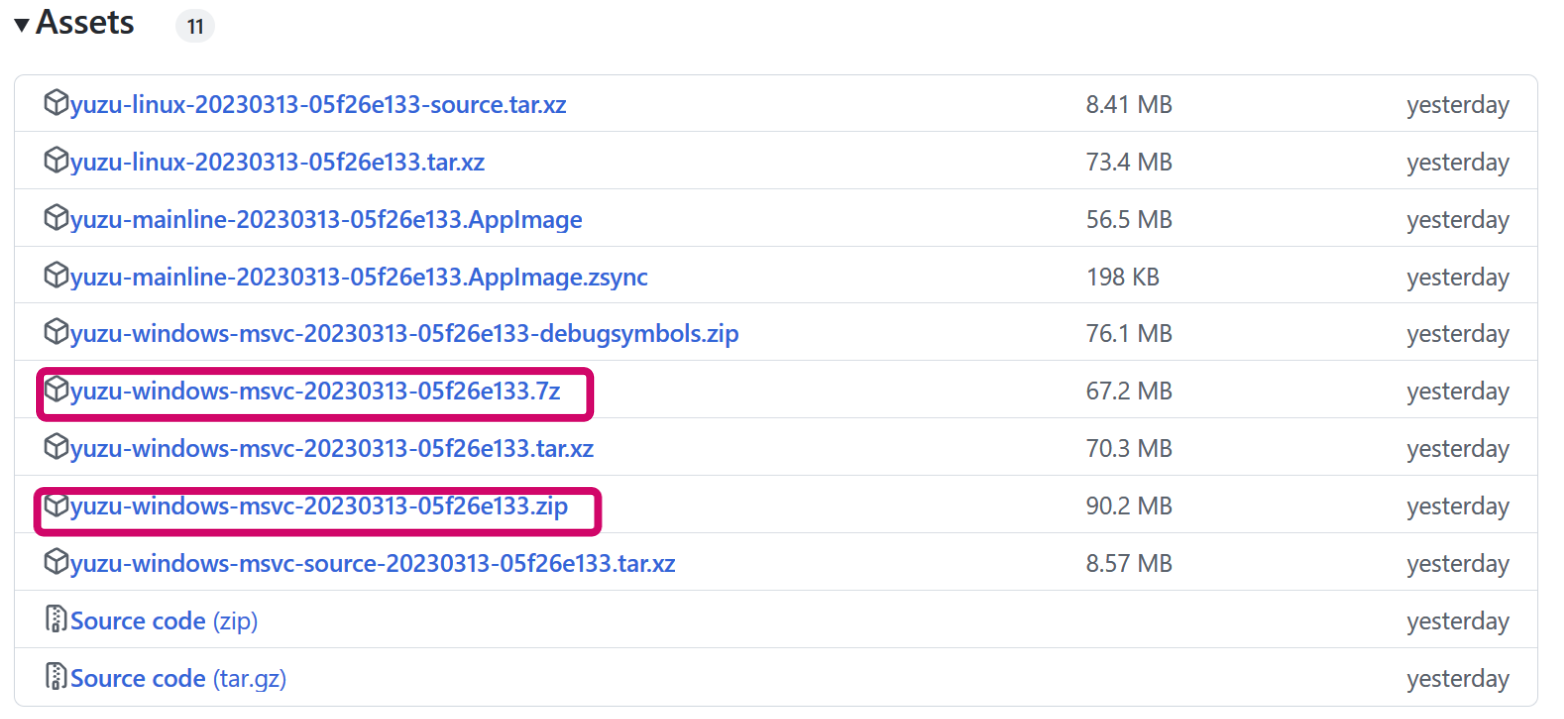 Assets 11
yuzu-linux-20230313-05f26e133-source.tar.xz 8.41 MB yesterday
yuzu-linux-20230313-05f26e133.tar.xz 73.4 MB yesterday
yuzu-mainline-20230313-05f26e133.AppImage 56.5 MB yesterday
yuzu-mainline-20230313-05f26e133.AppImage.zsync 198 KB yesterday
yuzu-windows-msvc-20230313-05f26e133-debugsymbols.zip 76.1 MB yesterday
yuzu-windows-msvc-20230313-05f26e133.7z 67.2 MB yesterday
yuzu-windows-msvc-20230313-05f26e133.tar.xz 70.3 MB yesterday
yuzu-windows-msvc-20230313-05f26e133.zip 90.2 MB yesterday
yuzu-windows-msvc-source-20230313-05f26e133.tar.xz 8.57 MB yesterday
Source code (zip) yesterday
Source code (tar.gz) yesterday